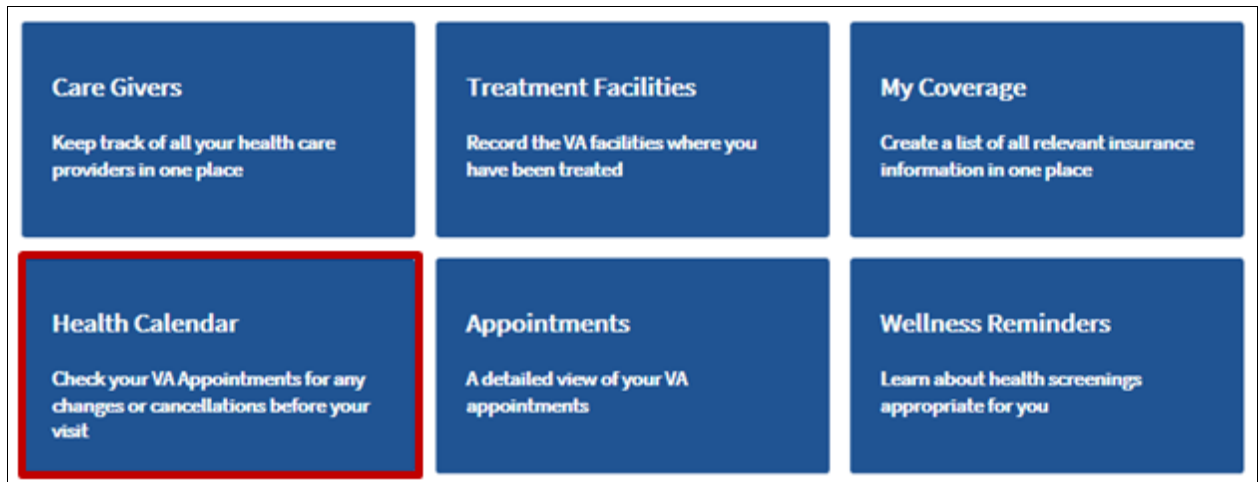 Care Givers
Keep track of all your health care
providers in one place
Treatment Facilities
Record the VA facilities where you
have been treated
My Coverage
Create a list of all relevant insurance
information in one place
Health Calendar
Check your VA Appointments for any
changes or cancellations before your
visit
Appointments
A detailed view of your VA
appointments
Wellness Reminders
Learn about health screenings
appropriate for you